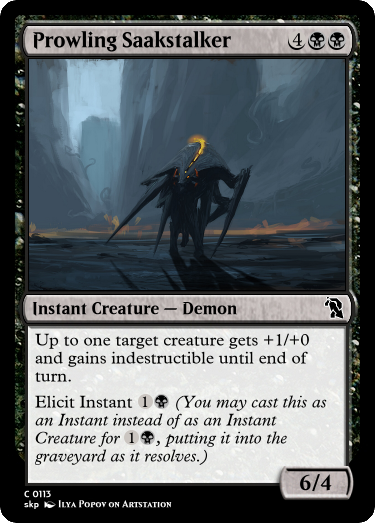 Prowling Saakstalker 4
Instant Creature — Demon
Up to one target creature gets +1/+0
and gains indestructible until end of
turn.
Elicit Instant 1 (You may cast this as
an Instant instead of as an Instant
Creature for 1 , putting it into the
graveyard as it resolves.)
6/4
C 0113
skp ILYA POPOV ON ARTSTATION